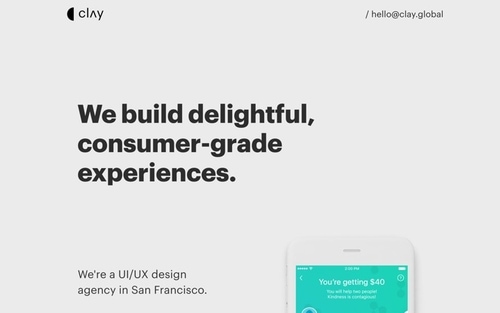 clay
/ hello@clay.global
We build delightful,
consumer-grade
experiences.
We're a UI/UX design
agency in San Francisco.
You're getting $40
You will help two people!
Kindness is contagious!